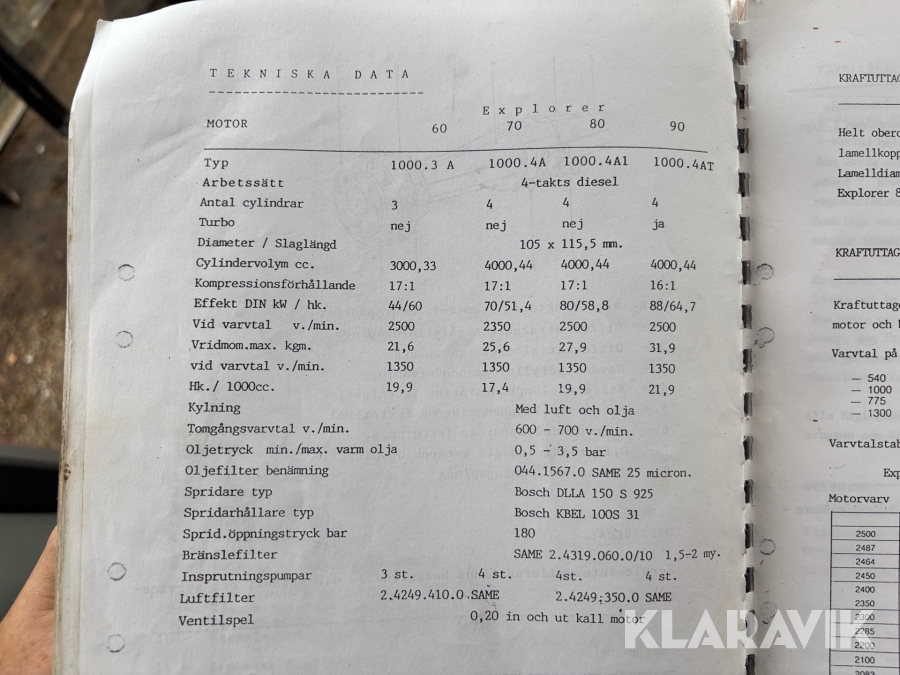 TEKNISKA DATA
Explorer
MOTOR 60 70 80 90
Typ 1000.3 A 1000.4A 1000.4A1 1000.4AT
Arbetssätt 4-takts diesel
Antal cylindrar 3 4 4 4
Turbo nej nej nej ja
Diameter / Slaglängd 105 x 115,5 mm.
Cylindervolym cc. 3000,33 4000,44 4000,44 4000,44
Kompressionsförhållande 17:1 17:1 17:1 16:1
Effekt DIN kW / hk. 44/60 70/51,4 80/58,8 88/64,7
Vid varvtal v./min. 2500 2350 2500 2500
Vridmom.max. kgm. 21,6 25,6 27,9 31,9
vid varvtal v./min 1350 1350 1350 1350
Hk./ 1000cc. 19,9 17,4 19,9 21,9
Kylning Med luft och olja
Tomgångsvarvtal v./min. 600 - 700 v./min.
Oljetryck min./max. varm olja 0,5 - 3,5 bar
Oljefilter benämning 044.1567.0 SAME 25 micron.
Spridare typ Bosch DLLA 150 S 925
Spridarhållare typ Bosch KBEL 100S 31
Sprid.öppningstryck bar 180
Bränslefilter SAME 2.4319.060.0/10 1,5-2 my.
Insprutningspumpar 3 st. 4 st. 4st. 4 st.
Luftfilter 2.4249.410.0.SAME 2.4249.350.0 SAME
Ventilspel 0,20 in och ut kall motor
KRAFTUTTAG
Helt obero
lamellkopp
Lamelldiam
Explorer 8
KRAFTUTTAG
Kraftuttage
motor och k
Varvtal på
— 540
— 1000
— 775
— 1300
Varvtalstab
Exp
Motorvarv
2500
2487
2464
2450
2400
2350
2300
2265
2200
2100
2083
KLARAVIK